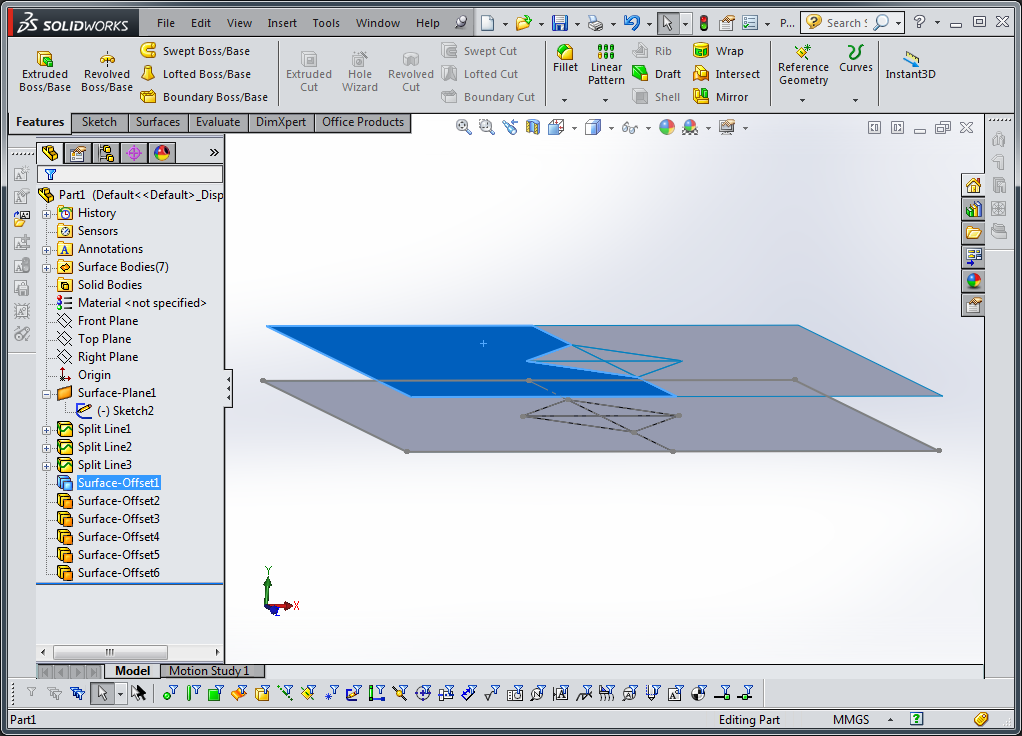 SOLIDWORKS File Edit View Insert Tools Window Help P... Search S
Extruded Boss/Base
Revolved Boss/Base
Swept Boss/Base
Lofted Boss/Base
Boundary Boss/Base
Extruded Cut
Hole Wizard
Revolved Cut
Swept Cut
Lofted Cut
Boundary Cut
Fillet
Linear Pattern
Rib
Draft
Shell
Wrap
Intersect
Mirror
Reference Geometry
Curves
Instant3D
Features Sketch Surfaces Evaluate DimXpert Office Products
Part1 (Default<<Default>_Disp
History
Sensors
Annotations
Surface Bodies(7)
Solid Bodies
Material <not specified>
Front Plane
Top Plane
Right Plane
Origin
Surface-Plane1
(-) Sketch2
Split Line1
Split Line2
Split Line3
Surface-Offset1
Surface-Offset2
Surface-Offset3
Surface-Offset4
Surface-Offset5
Surface-Offset6
Y
X
Z
Model Motion Study 1
Part1 Editing Part MMGS